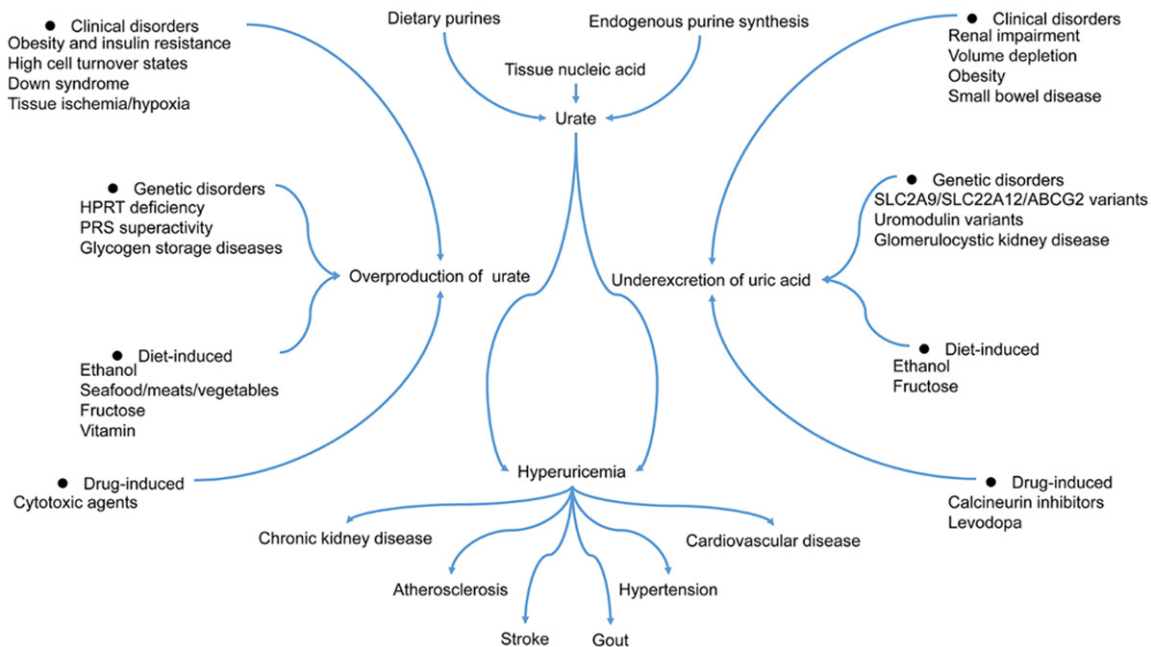 Dietary purines
Endogenous purine synthesis
Tissue nucleic acid
Urate
● Clinical disorders
Obesity and insulin resistance
High cell turnover states
Down syndrome
Tissue ischemia/hypoxia
● Genetic disorders
HPRT deficiency
PRS superactivity
Glycogen storage diseases
Overproduction of urate
● Diet-induced
Ethanol
Seafood/meats/vegetables
Fructose
Vitamin
● Drug-induced
Cytotoxic agents
● Clinical disorders
Renal impairment
Volume depletion
Obesity
Small bowel disease
● Genetic disorders
SLC2A9/SLC22A12/ABCG2 variants
Uromodulin variants
Glomerulocystic kidney disease
Underexcretion of uric acid
● Diet-induced
Ethanol
Fructose
● Drug-induced
Calcineurin inhibitors
Levodopa
Hyperuricemia
Chronic kidney disease
Cardiovascular disease
Atherosclerosis
Hypertension
Stroke
Gout